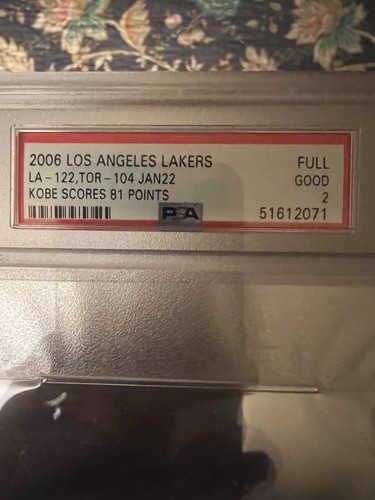 2006 LOS ANGELES LAKERS FULL
LA-122,TOR-104 JAN22 GOOD
KOBE SCORES 81 POINTS 2
PSA 51612071